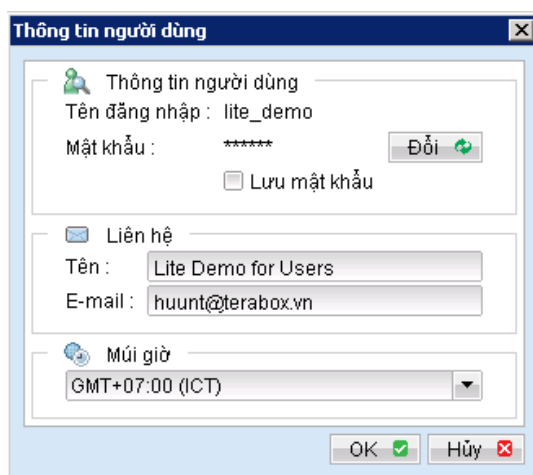 Thông tin người dùng
Thông tin người dùng
Tên đăng nhập : lite_demo
Mật khẩu : ****** Đổi
Lưu mật khẩu
Liên hệ
Tên : Lite Demo for Users
E-mail : huunt@terabox.vn
Múi giờ
GMT+07:00 (ICT)
OK Hủy